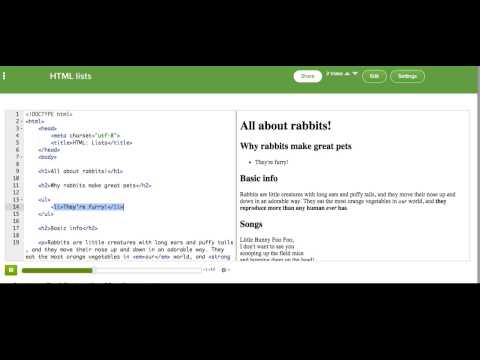 HTML lists
Share
2 Votes
Edit
Settings
1 <!DOCTYPE html>
2 <html>
3 <head>
4 <meta charset="utf-8">
5 <title>HTML: Lists</title>
6 </head>
7 <body>
8
9 <h1>All about rabbits!</h1>
10
11 <h2>Why rabbits make great pets</h2>
12
13 <ul>
14 <li>They're furry!</li>
15 </ul>
16
17 <h2>Basic info</h2>
18
19 <p>Rabbits are little creatures with long ears and puffy tails
, and they move their nose up and down in an adorable way. They
eat the most orange vegetables in <em>our</em> world, and <strong
All about rabbits!
Why rabbits make great pets
• They're furry!
Basic info
Rabbits are little creatures with long ears and puffy tails, and they move their nose up and
down in an adorable way. They eat the most orange vegetables in our world, and they
reproduce more than any human ever has.
Songs
Little Bunny Foo Foo,
I don't want to see you
scooping up the field mice
and bopping them on the head!